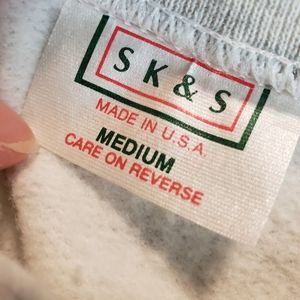 SK&S
MADE IN U.S.A.
MEDIUM
CARE ON REVERSE